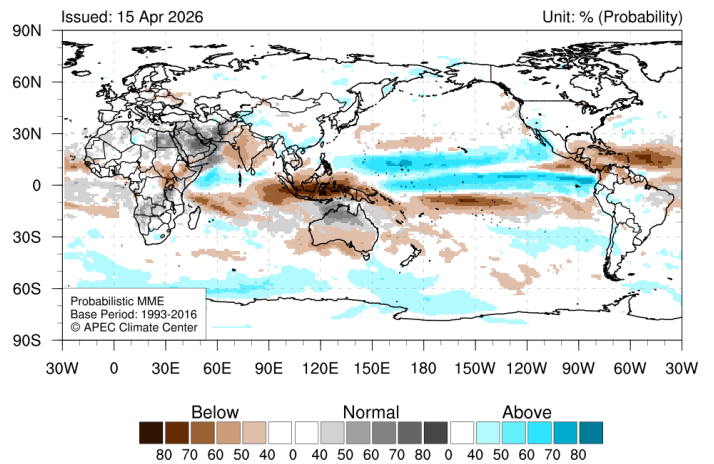 Issued: 15 Apr 2026 Unit: % (Probability)
90N
60N
30N
0
30S
60S
90S
Probabilistic MME
Base Period: 1993-2016
© APEC Climate Center
30W 0 30E 60E 90E 120E 150E 180 150W 120W 90W 60W 30W
Below Normal Above
80 70 60 50 40 0 40 50 60 70 80 0 40 50 60 70 80